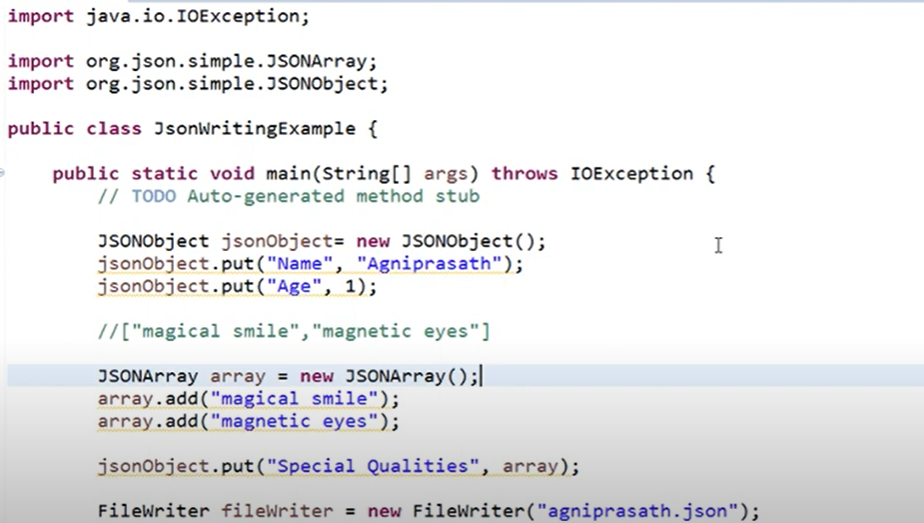 import java.io.IOException;
import org.json.simple.JSONArray;
import org.json.simple.JSONObject;
public class JsonWritingExample {
public static void main(String[] args) throws IOException {
// TODO Auto-generated method stub
JSONObject jsonObject= new JSONObject();
jsonObject.put("Name", "Agniprasath");
jsonObject.put("Age", 1);
//["magical smile","magnetic eyes"]
JSONArray array = new JSONArray();
array.add("magical smile");
array.add("magnetic eyes");
jsonObject.put("Special Qualities", array);
FileWriter fileWriter = new FileWriter("agniprasath.json");